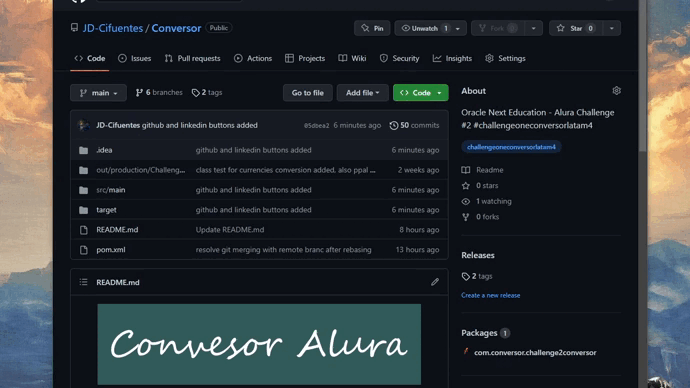 JD-Cifuentes / Conversor Public
Pin
Unwatch 1
Fork 0
Star 0
Code
Issues
Pull requests
Actions
Projects
Wiki
Security
Insights
Settings
main
6 branches
2 tags
Go to file
Add file
Code
JD-Cifuentes github and linkedin buttons added
6 minutes ago
50 commits
.idea github and linkedin buttons added 6 minutes ago
out/production/Challeng... class test for currencies conversion added. also ppal ... 2 weeks ago
src/main github and linkedin buttons added 6 minutes ago
target github and linkedin buttons added 6 minutes ago
README.md Update README.md 8 hours ago
pom.xml resolve git merging with remote branc after rebasing 13 hours ago
README.md
Convesor Alura
About
Oracle Next Education - Alura Challenge
#2 #challengeoneconversorlatam4
challengeoneconversorlatam4
Readme
0 stars
1 watching
0 forks
Releases
2 tags
Create a new release
Packages 1
com.conversor.challenge2conversor